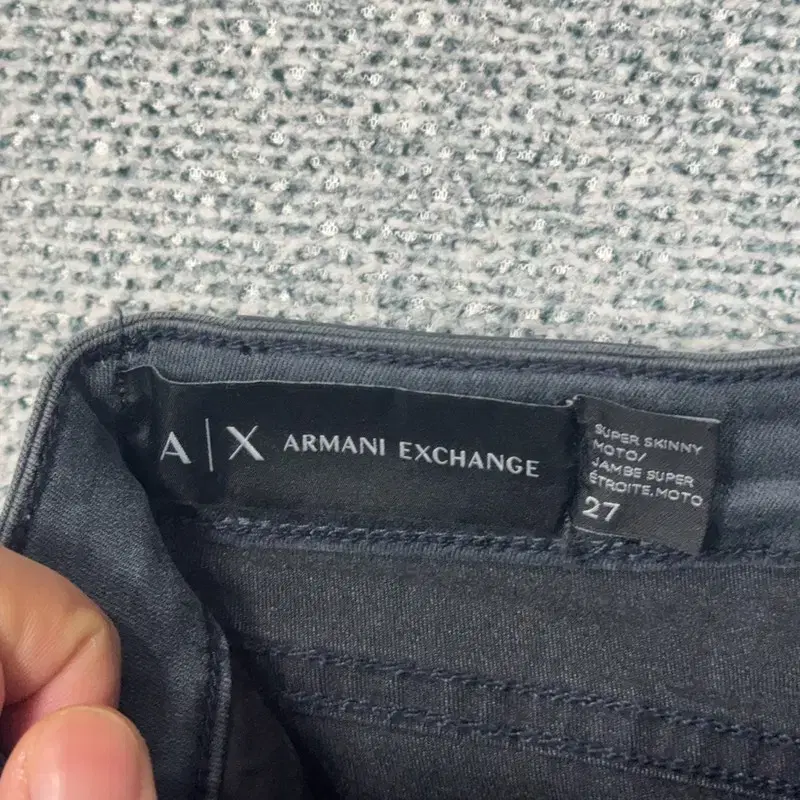 A|X ARMANI EXCHANGE
SUPER SKINNY
MOTO/
JAMBE SUPER
ÉTROITE, MOTO
27